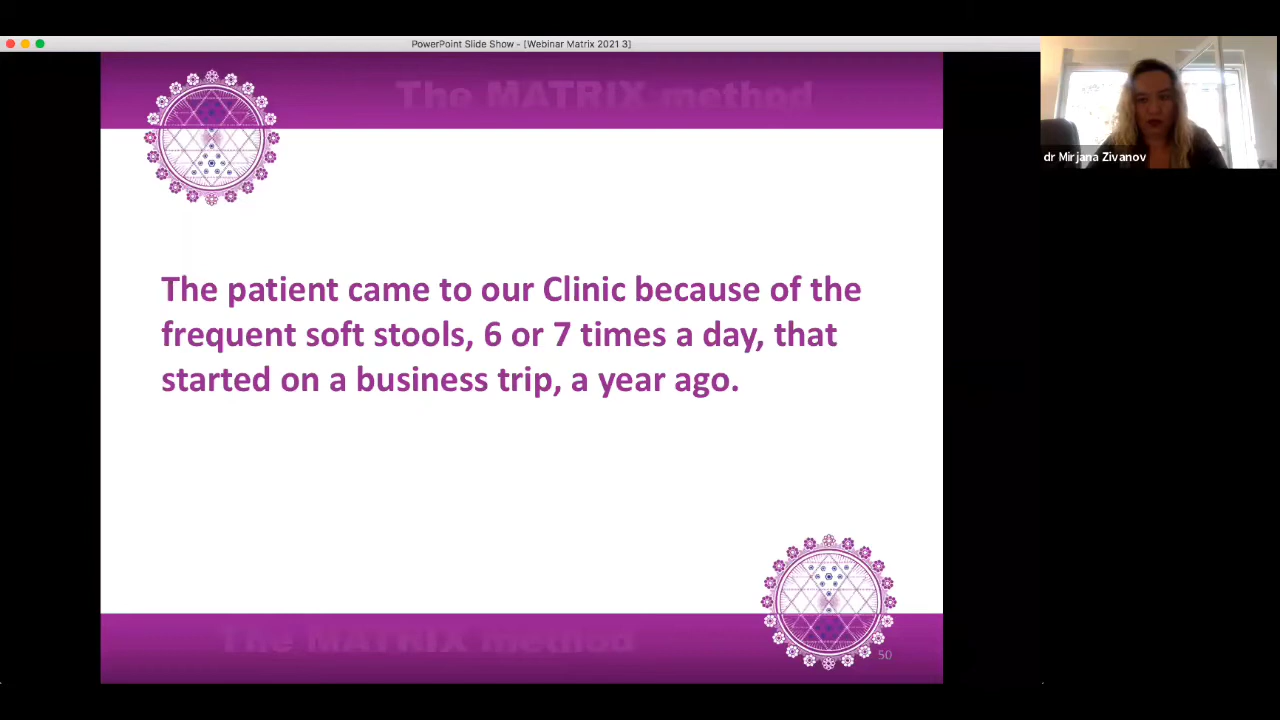 PowerPoint Slide Show - [Webinar Matrix 2021 3]
The MATRIX method
dr Mirjana Zivanov
The patient came to our Clinic because of the
frequent soft stools, 6 or 7 times a day, that
started on a business trip, a year ago.
The MATRIX method
50